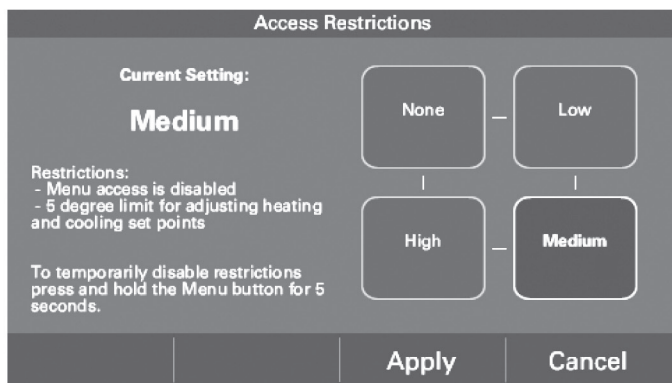 Access Restrictions
Current Setting:
Medium
Restrictions:
- Menu access is disabled
- 5 degree limit for adjusting heating
and cooling set points
To temporarily disable restrictions
press and hold the Menu button for 5
seconds.
None
Low
High
Medium
Apply
Cancel